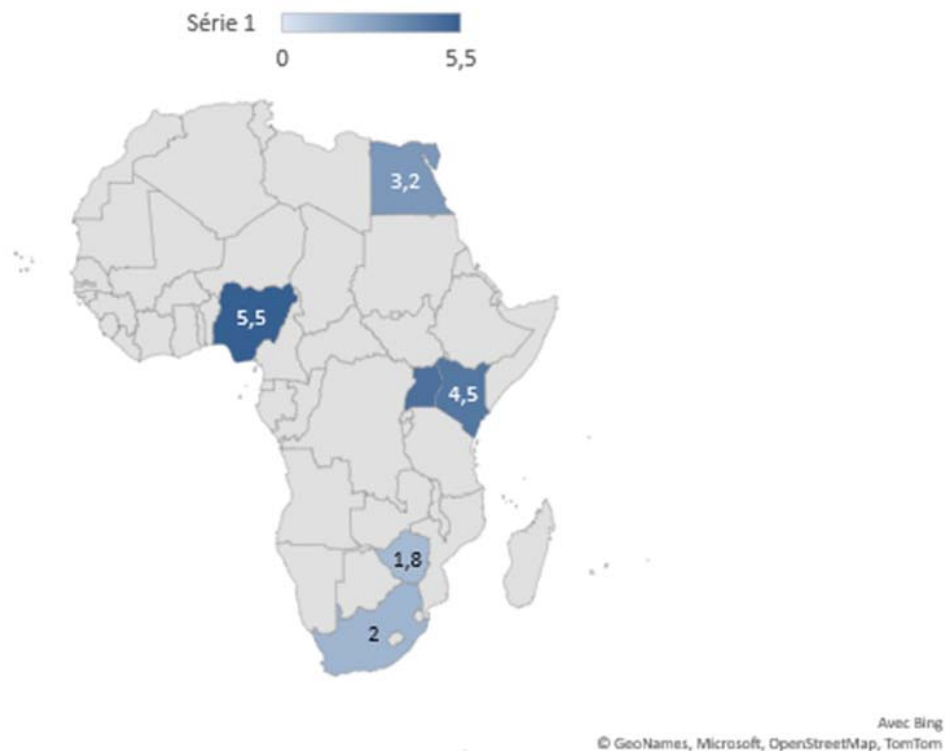 Série 1
0 5,5
3,2
5,5
4,5
1,8
2
Avec Bing
© GeoNames, Microsoft, OpenStreetMap, TomTom